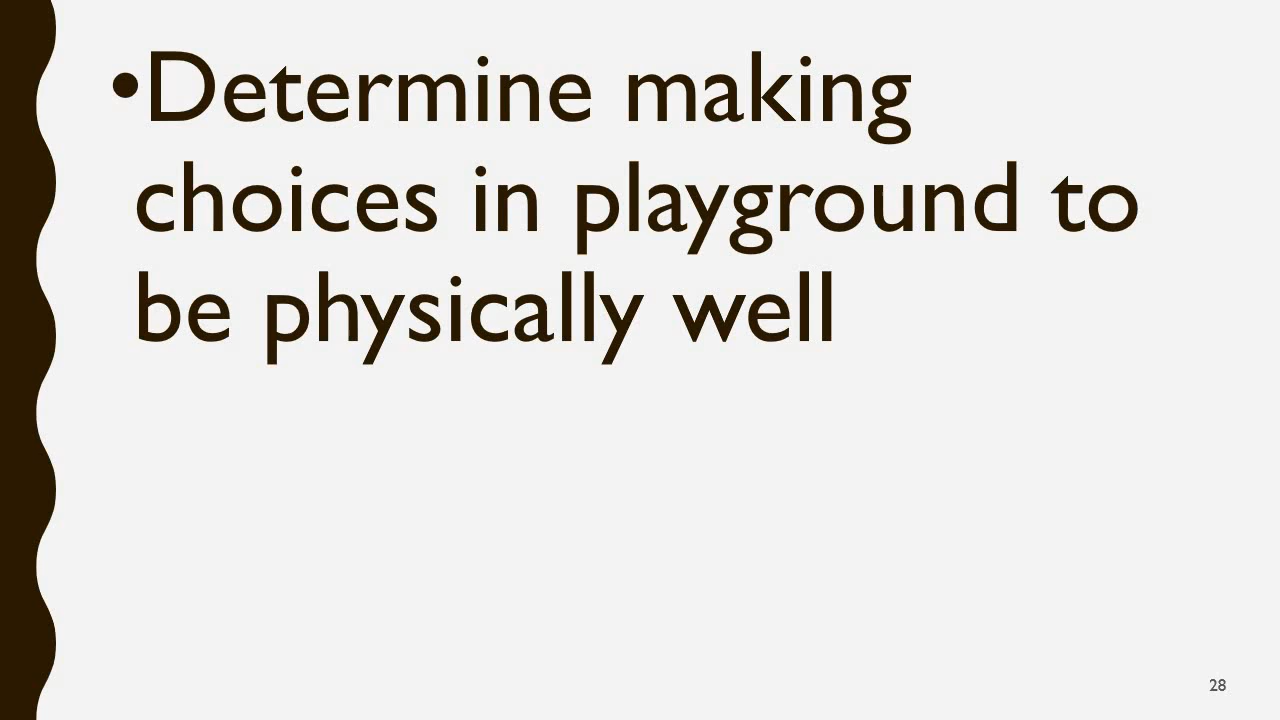 •Determine making
choices in playground to
be physically well
28